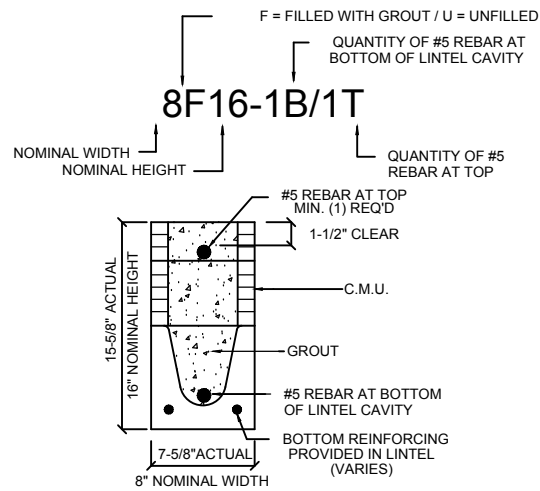 F = FILLED WITH GROUT / U = UNFILLED
QUANTITY OF #5 REBAR AT
BOTTOM OF LINTEL CAVITY
8F16-1B/1T
NOMINAL WIDTH
NOMINAL HEIGHT
QUANTITY OF #5
REBAR AT TOP
#5 REBAR AT TOP
MIN. (1) REQ'D
1-1/2" CLEAR
15-5/8" ACTUAL
16" NOMINAL HEIGHT
C.M.U.
GROUT
#5 REBAR AT BOTTOM
OF LINTEL CAVITY
BOTTOM REINFORCING
PROVIDED IN LINTEL
(VARIES)
7-5/8"ACTUAL
8" NOMINAL WIDTH